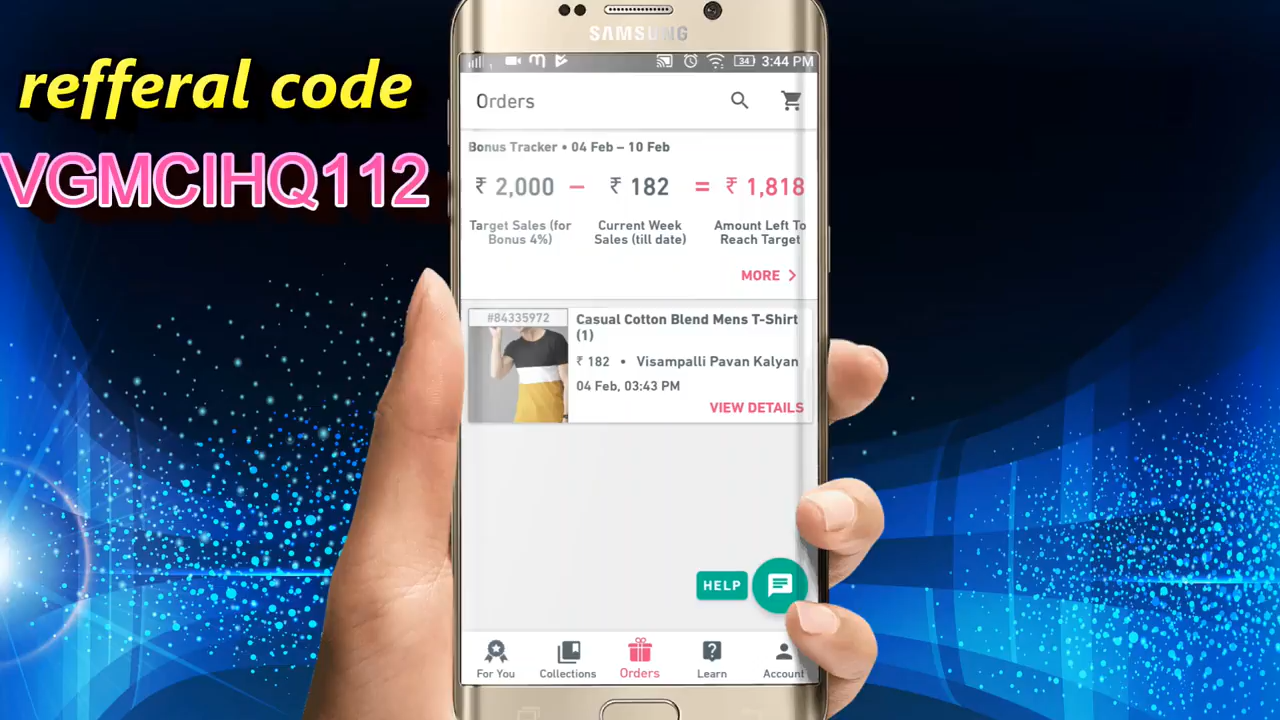 refferal code
VGMCIHQ112
SAMSUNG
34 3:44 PM
Orders
Bonus Tracker • 04 Feb – 10 Feb
₹ 2,000 – ₹ 182 = ₹ 1,818
Target Sales (for Bonus 4%)
Current Week Sales (till date)
Amount Left To Reach Target
MORE >
#84335972
Casual Cotton Blend Mens T-Shirt
(1)
₹ 182 • Visampalli Pavan Kalyan
04 Feb, 03:43 PM
VIEW DETAILS
HELP
For You
Collections
Orders
Learn
Account